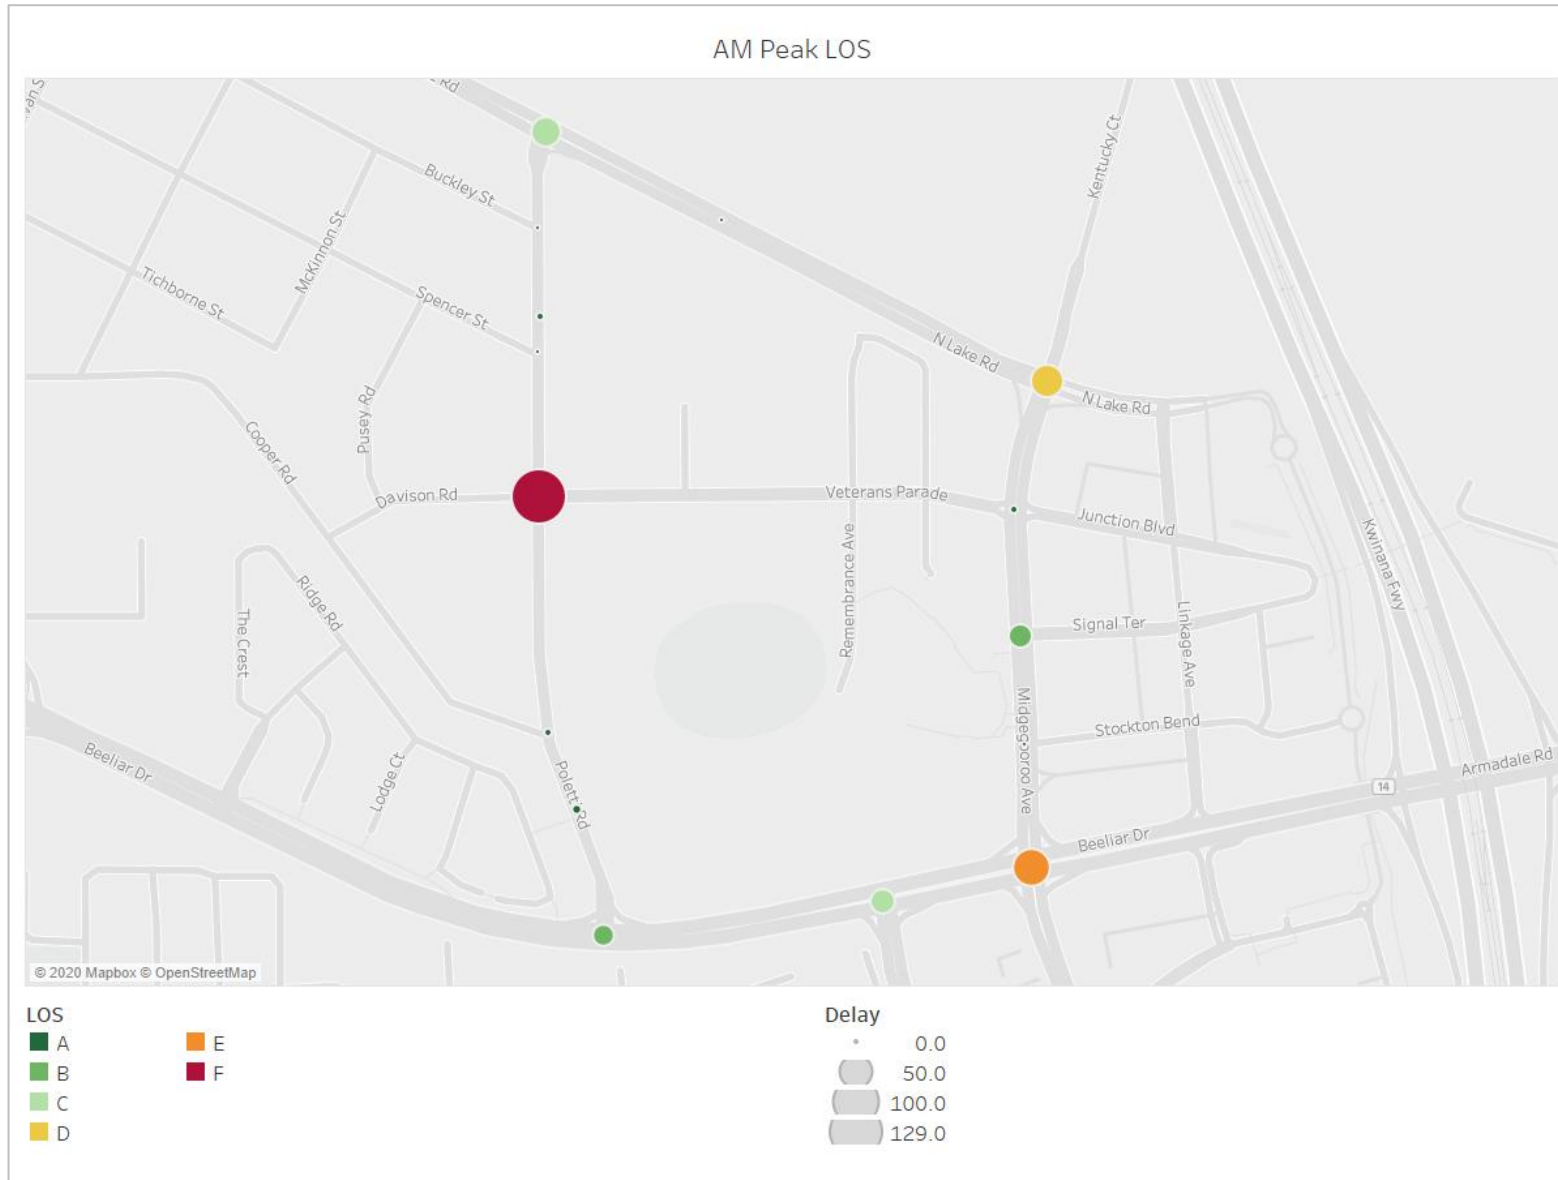 AM Peak LOS
Rd
Kentucky Ct
Buckley St
McKinnon St
Tichborne St
Spencer St
N Lake Rd
N Lake Rd
Pusey Rd
Cooper Rd
Davison Rd
Veterans Parade
Junction Blvd
Kwinana Fwy
Remembrance Ave
Ridge Rd
The Crest
Signal Ter
Linkage Ave
Midgegooroo Ave
Stockton Bend
Beeliar Dr
Lodge Ct
Poletti Rd
Armadale Rd
14
Beeliar Dr
© 2020 Mapbox © OpenStreetMap
LOS
A
B
C
D
E
F
Delay
0.0
50.0
100.0
129.0